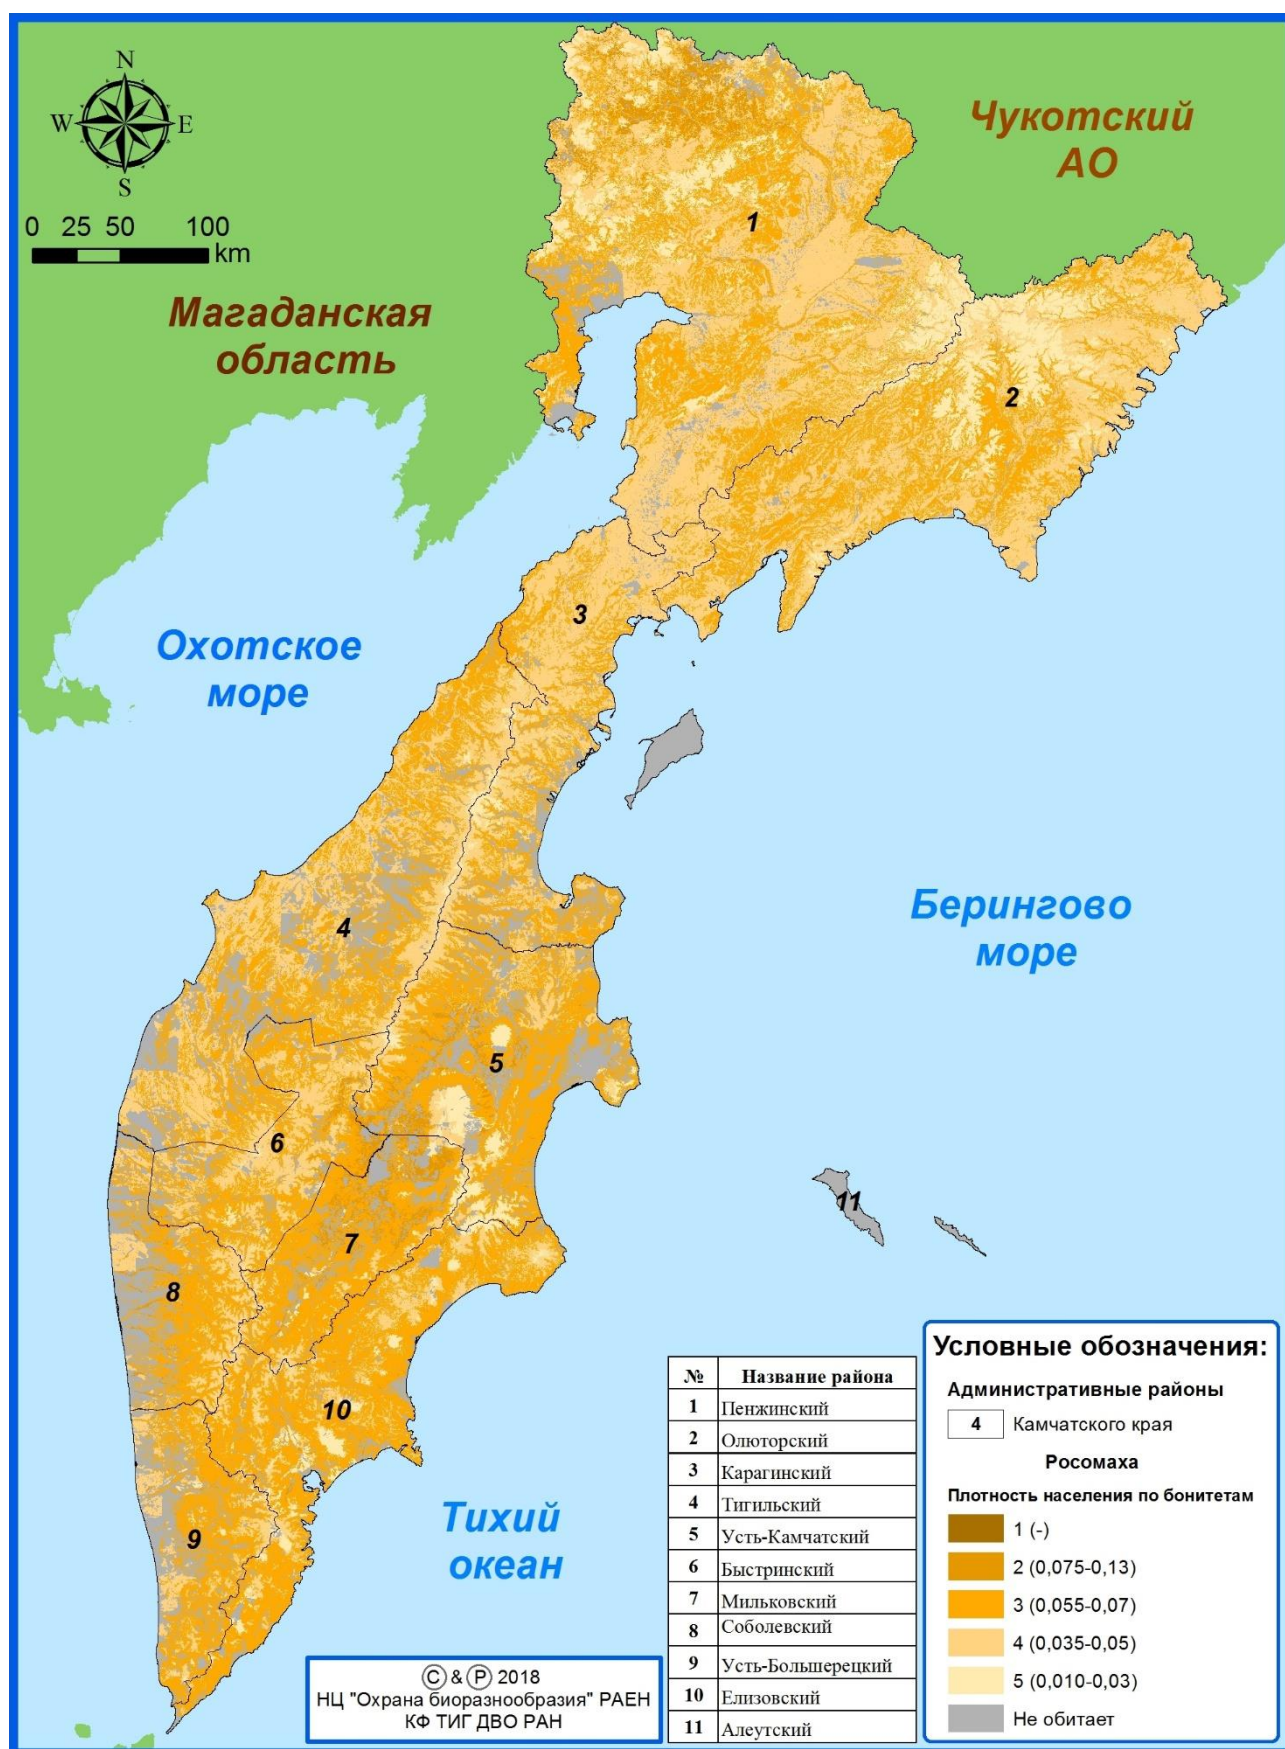 N
W E
S
0 25 50 100
km
Чукотский
АО
Магаданская
область
1
2
3
Охотское
море
4
Берингово
море
5
6
11
7
8
10
9
Тихий
океан
№ Название района
1 Пенжинский
2 Олюторский
3 Карагинский
4 Тигильский
5 Усть-Камчатский
6 Быстринский
7 Мильковский
8 Соболевский
9 Усть-Большерецкий
10 Елизовский
11 Алеутский
Условные обозначения:
Административные районы
4 Камчатского края
Росомаха
Плотность населения по бонитетам
1 (-)
2 (0,075-0,13)
3 (0,055-0,07)
4 (0,035-0,05)
5 (0,010-0,03)
Не обитает
© & Ⓟ 2018
НЦ "Охрана биоразнообразия" РАЕН
КФ ТИГ ДВО РАН